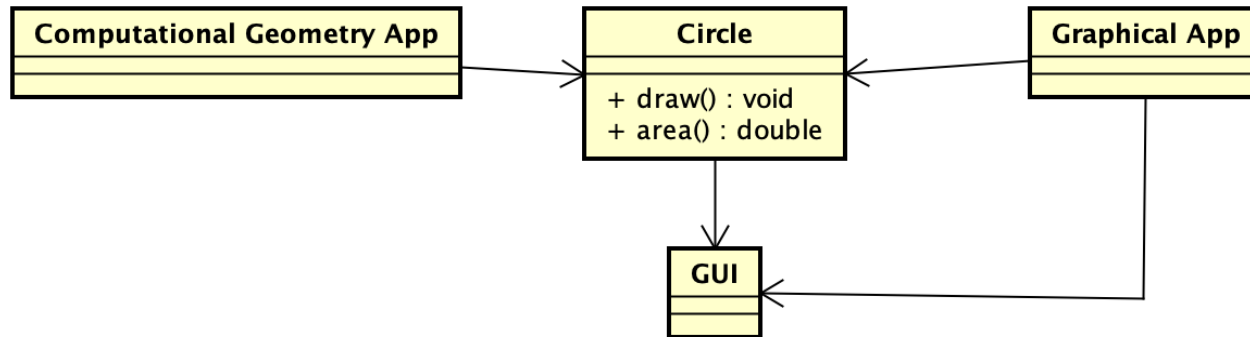 Computational Geometry App
Circle
+ draw() : void
+ area() : double
Graphical App
GUI